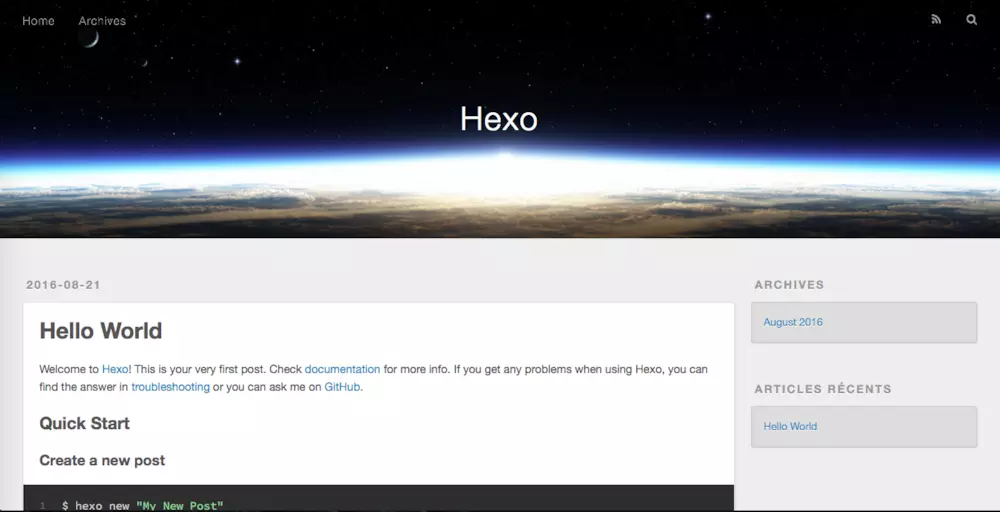 Home Archives
Hexo
2016-08-21
Hello World
Welcome to Hexo! This is your very first post. Check documentation for more info. If you get any problems when using Hexo, you can
find the answer in troubleshooting or you can ask me on GitHub.
Quick Start
Create a new post
1 $ hexo new "My New Post"
ARCHIVES
August 2016
ARTICLES RÉCENTS
Hello World